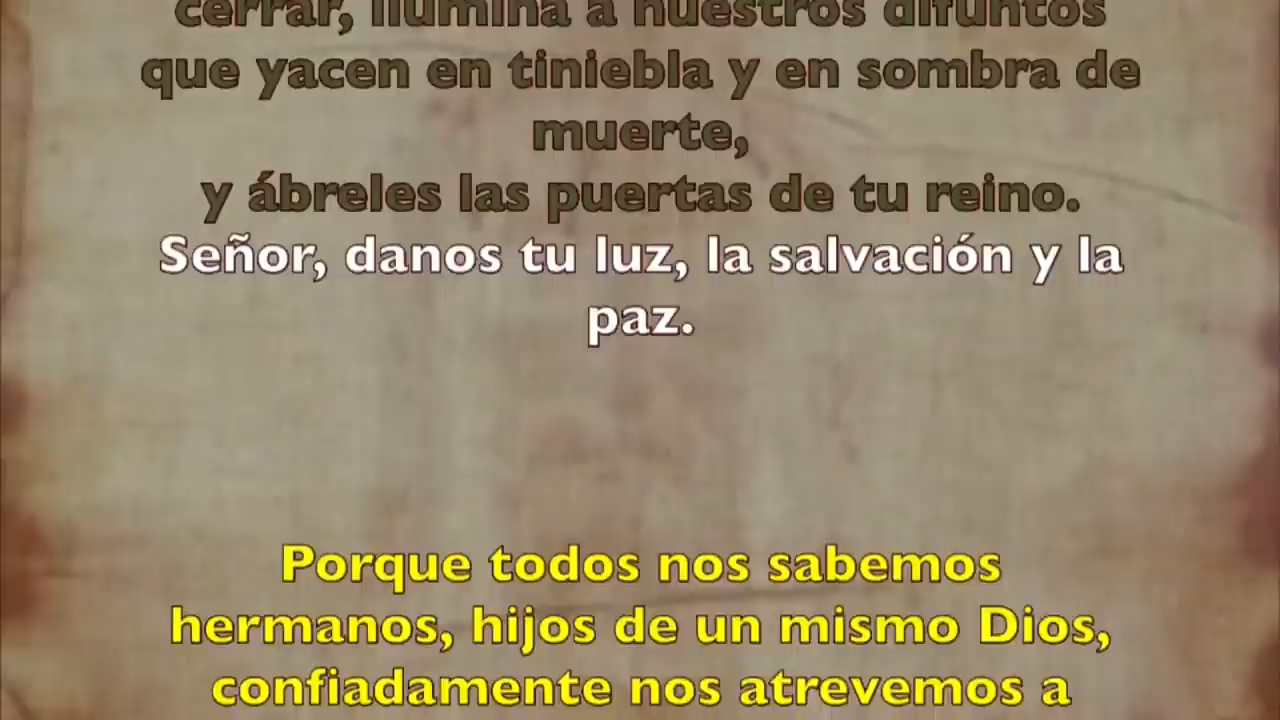 cerrar, ilumina a nuestros difuntos
que yacen en tiniebla y en sombra de
muerte,
y ábreles las puertas de tu reino.
Señor, danos tu luz, la salvación y la
paz.
Porque todos nos sabemos
hermanos, hijos de un mismo Dios,
confiadamente nos atrevemos a